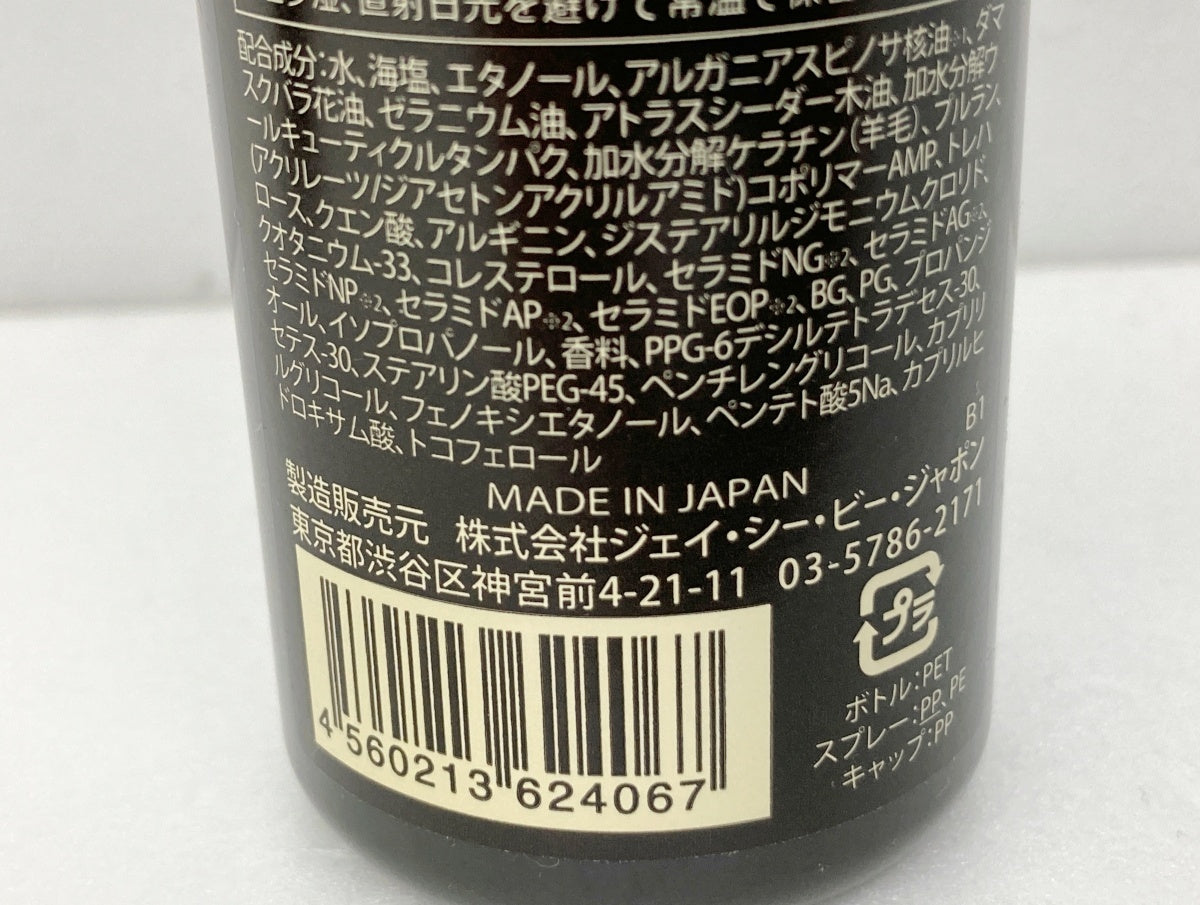 湿、直射日光を避けて常温で保
配合成分:水、海塩、エタノール、アルガニアスピノサ核油※1、ダマ
スクバラ花油、ゼラニウム油、アトラスシーダー木油、加水分解ウ
ールキューティクルタンパク、加水分解ケラチン(羊毛)、プルラン、
(アクリレーツ/ジアセトンアクリルアミド)コポリマーAMP、トレハ
ロース、クエン酸、アルギニン、ジステアリルジモニウムクロリド、
クオタニウム-33、コレステロール、セラミドNG※2、セラミドAG※2、
セラミドNP※2、セラミドAP※2、セラミドEOP※2、BG、PG、プロパンジ
オール、イソプロパノール、香料、PPG-6デシルテトラデセス-30、
セテス-30、ステアリン酸PEG-45、ペンチレングリコール、カプリリ
ルグリコール、フェノキシエタノール、ペンテト酸5Na、カプリルヒ
ドロキサム酸、トコフェロール
B1
MADE IN JAPAN
製造販売元 株式会社ジェイ・シー・ビー・ジャポン
東京都渋谷区神宮前4-21-11 03-5786-2171
プラ
ボトル:PET
スプレー:PP、PE
キャップ:PP
4 560213 624067